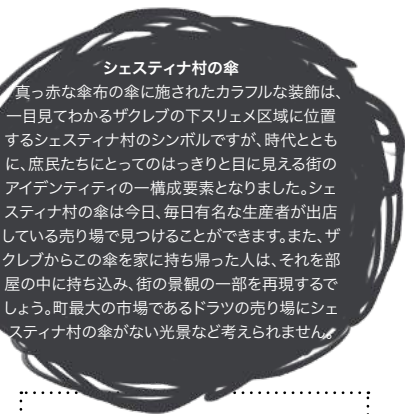 シェスティナ村の傘
真っ赤な傘布の傘に施されたカラフルな装飾は、
一目見てわかるザクレブの下スリェメ区域に位置
するシェスティナ村のシンボルですが、時代ととも
に、庶民たちにとってのはっきりと目に見える街の
アイデンティティの一構成要素となりました。シェ
スティナ村の傘は今日、毎日有名な生産者が出店
している売り場で見つけることができます。また、ザ
クレブからこの傘を家に持ち帰った人は、それを部
屋の中に持ち込み、街の景観の一部を再現するで
しょう。町最大の市場であるドラツの売り場にシェ
スティナ村の傘がない光景など考えられません。